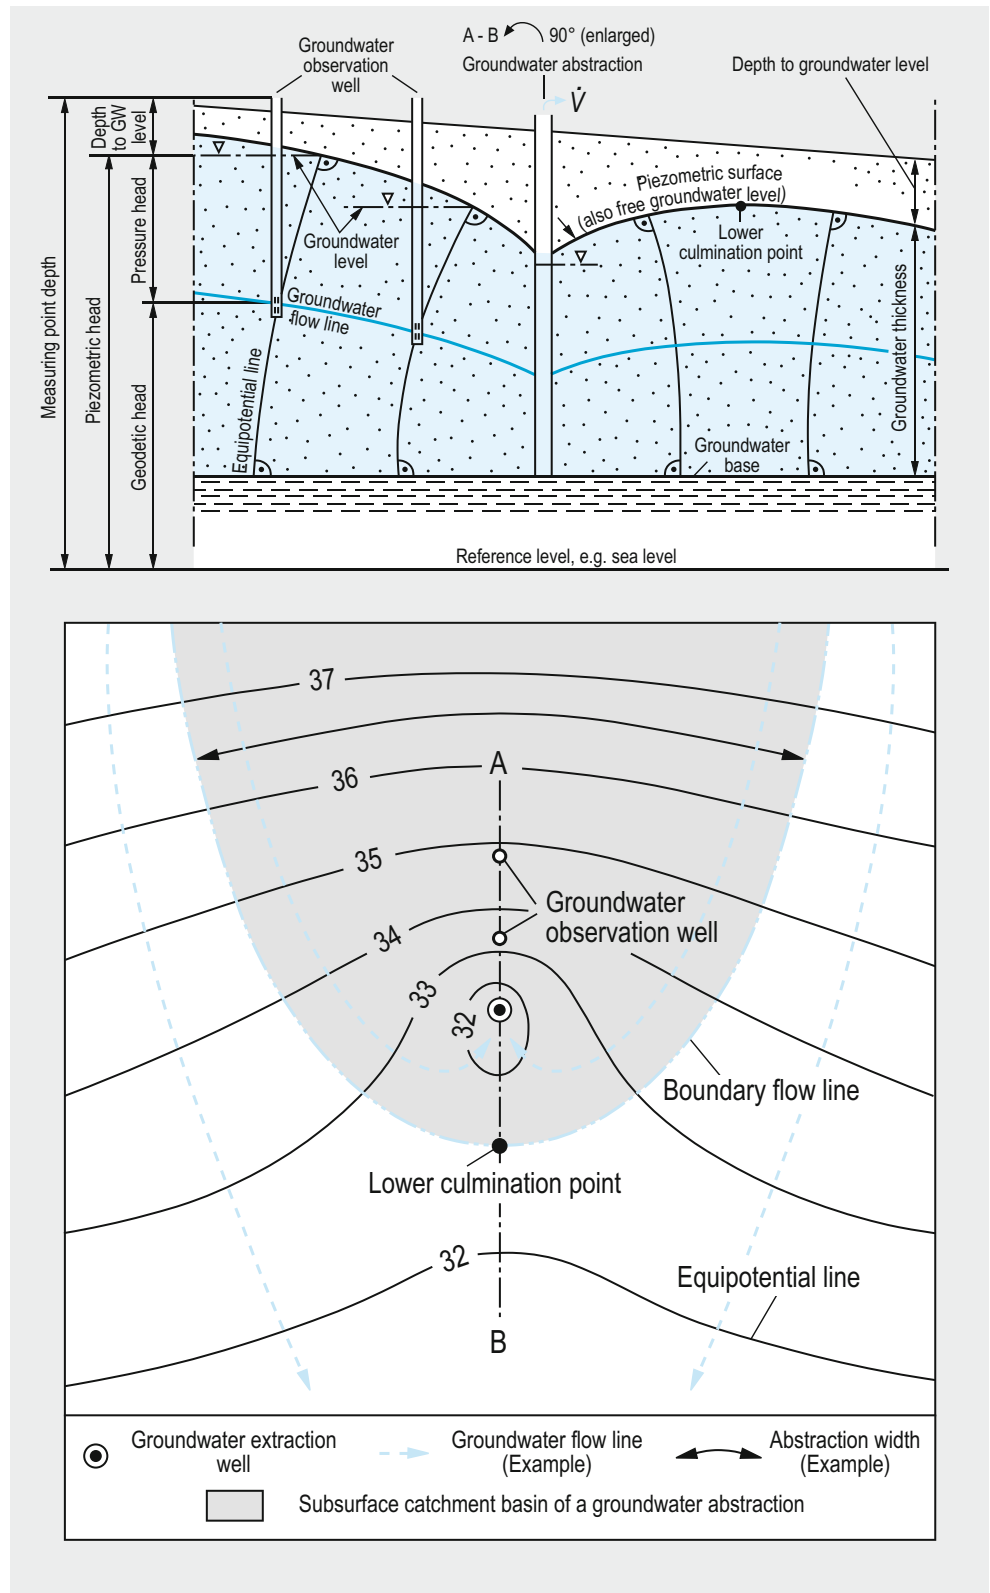 A - B 90° (enlarged)
Groundwater
observation
well
Groundwater abstraction
Depth to groundwater level
V̇
Depth
to GW
level
Piezometric surface
(also free groundwater level)
Pressure head
Groundwater
level
Lower
culmination point
Measuring point depth
Piezometric head
Groundwater
flow line
Groundwater thickness
Geodetic head
Equipotential line
Groundwater
base
Reference level, e.g. sea level
37
A
36
35
Groundwater
observation well
34
33
32
Boundary flow line
Lower culmination point
32
Equipotential line
B
Groundwater extraction
well
Groundwater flow line
(Example)
Abstraction width
(Example)
Subsurface catchment basin of a groundwater abstraction